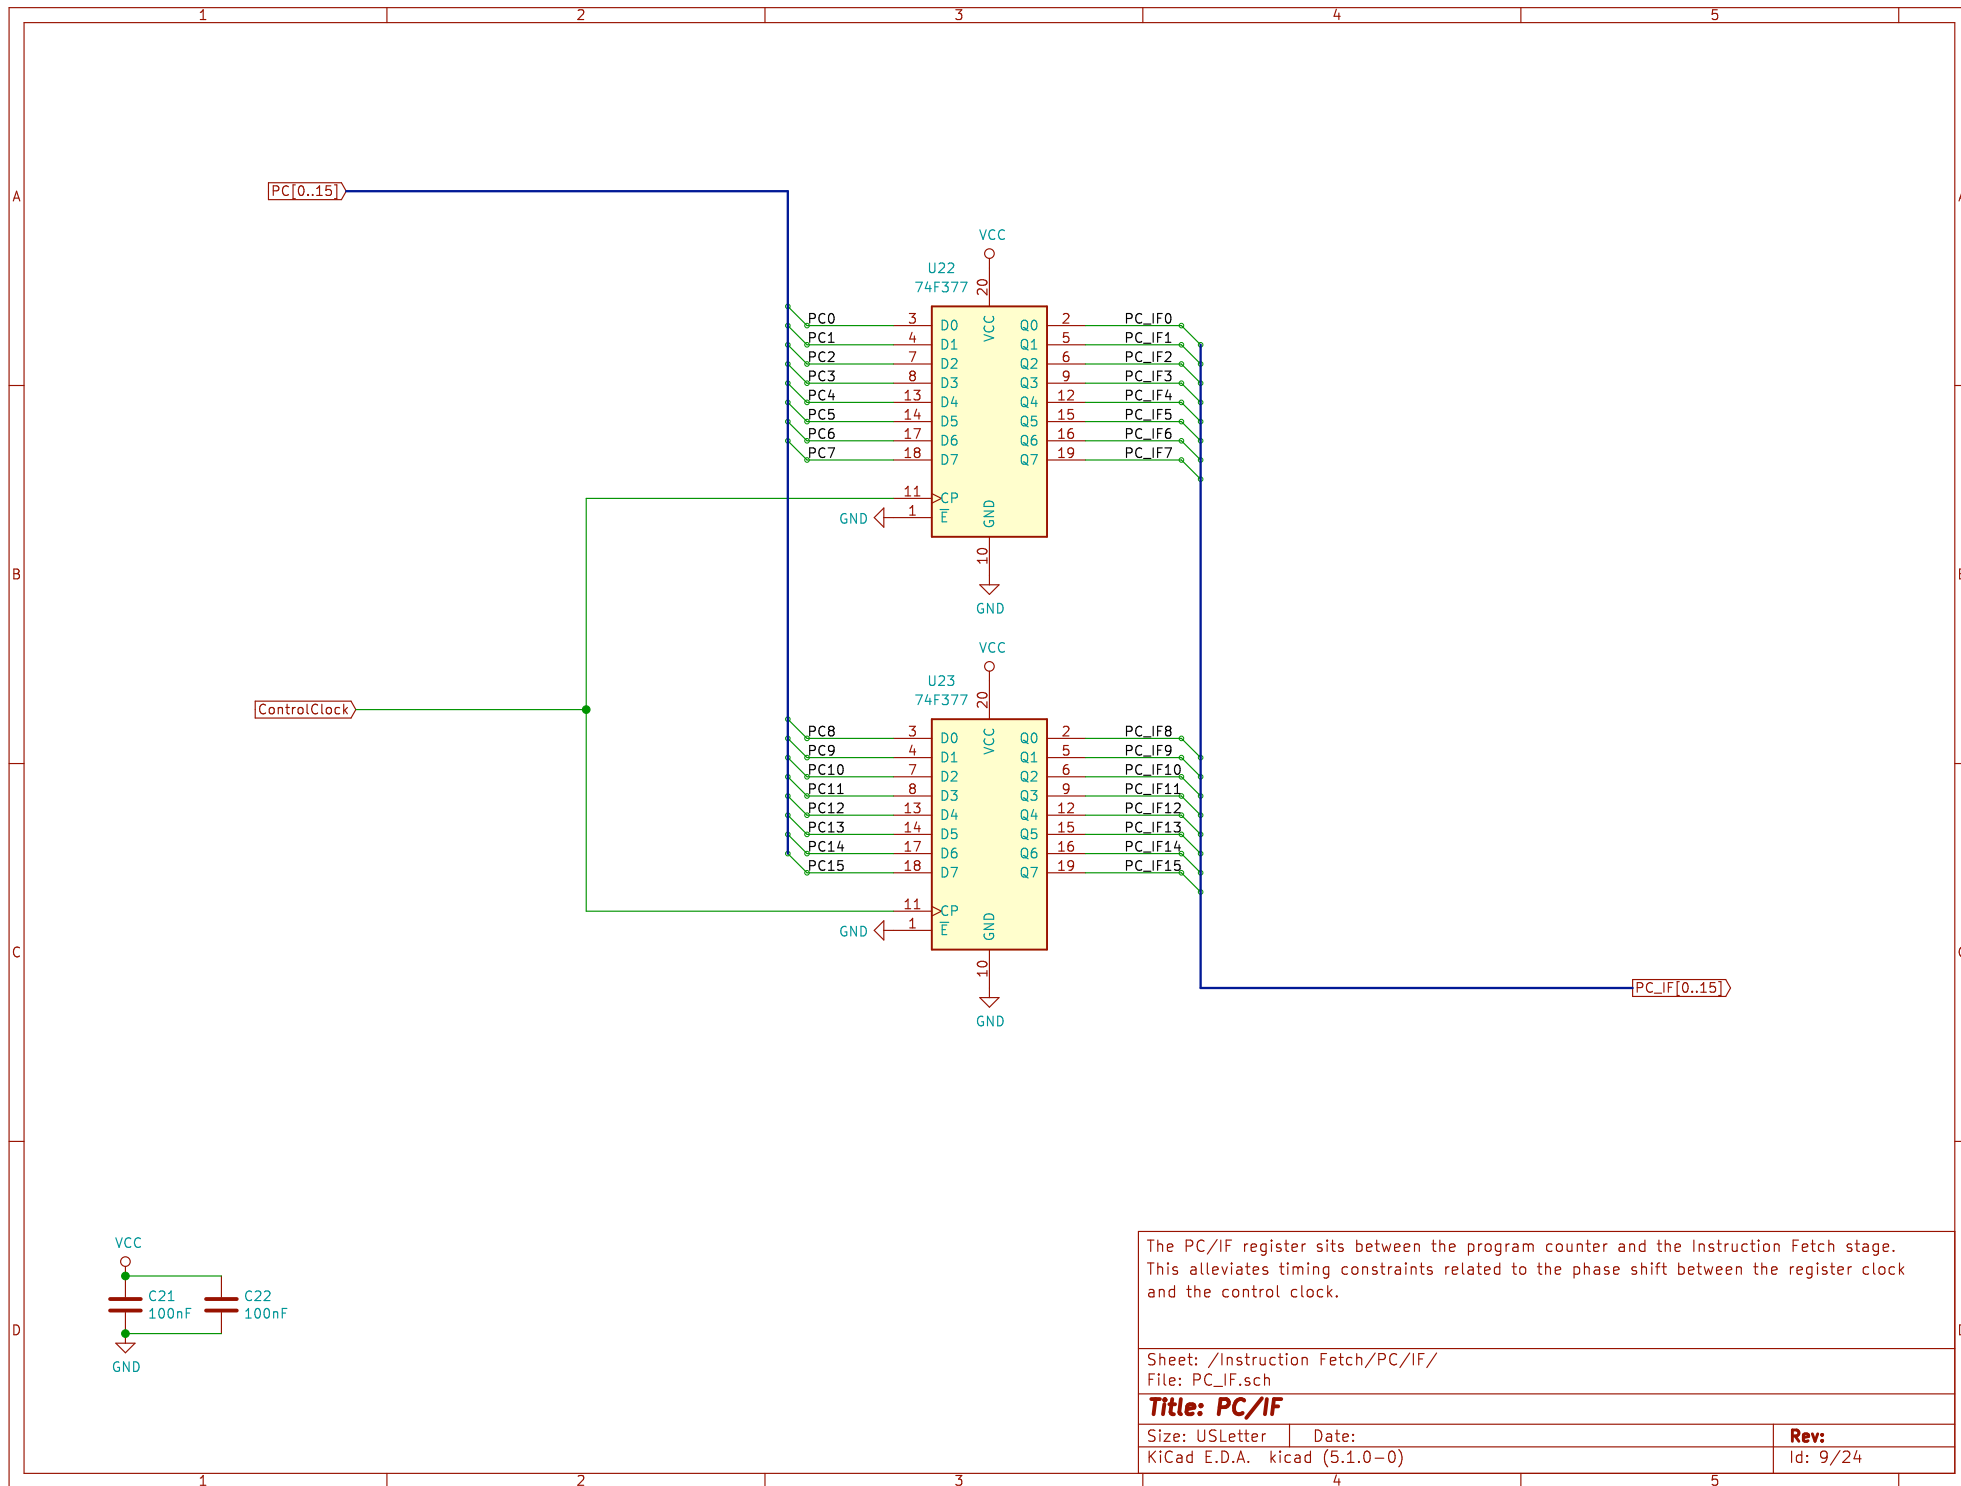 1 2 3 4 5
A
PC[0..15]
VCC
U22
74F377
20
VCC
PC0 3 D0 Q0 2 PC_IF0
PC1 4 D1 Q1 5 PC_IF1
PC2 7 D2 Q2 6 PC_IF2
PC3 8 D3 Q3 9 PC_IF3
PC4 13 D4 Q4 12 PC_IF4
PC5 14 D5 Q5 15 PC_IF5
PC6 17 D6 Q6 16 PC_IF6
PC7 18 D7 Q7 19 PC_IF7
11 CP
GND 1 E GND
10
B
GND
VCC
U23
74F377
20
ControlClock
VCC
PC8 3 D0 Q0 2 PC_IF8
PC9 4 D1 Q1 5 PC_IF9
PC10 7 D2 Q2 6 PC_IF10
PC11 8 D3 Q3 9 PC_IF11
PC12 13 D4 Q4 12 PC_IF12
PC13 14 D5 Q5 15 PC_IF13
PC14 17 D6 Q6 16 PC_IF14
PC15 18 D7 Q7 19 PC_IF15
11 CP
GND 1 E GND
C
10
PC_IF[0..15]
GND
VCC
C21 C22
100nF 100nF
D
GND
The PC/IF register sits between the program counter and the Instruction Fetch stage.
This alleviates timing constraints related to the phase shift between the register clock
and the control clock.
Sheet: /Instruction Fetch/PC/IF/
File: PC_IF.sch
Title: PC/IF
Size: USLetter Date: Rev:
KiCad E.D.A. kicad (5.1.0-0) Id: 9/24
1 2 3 4 5